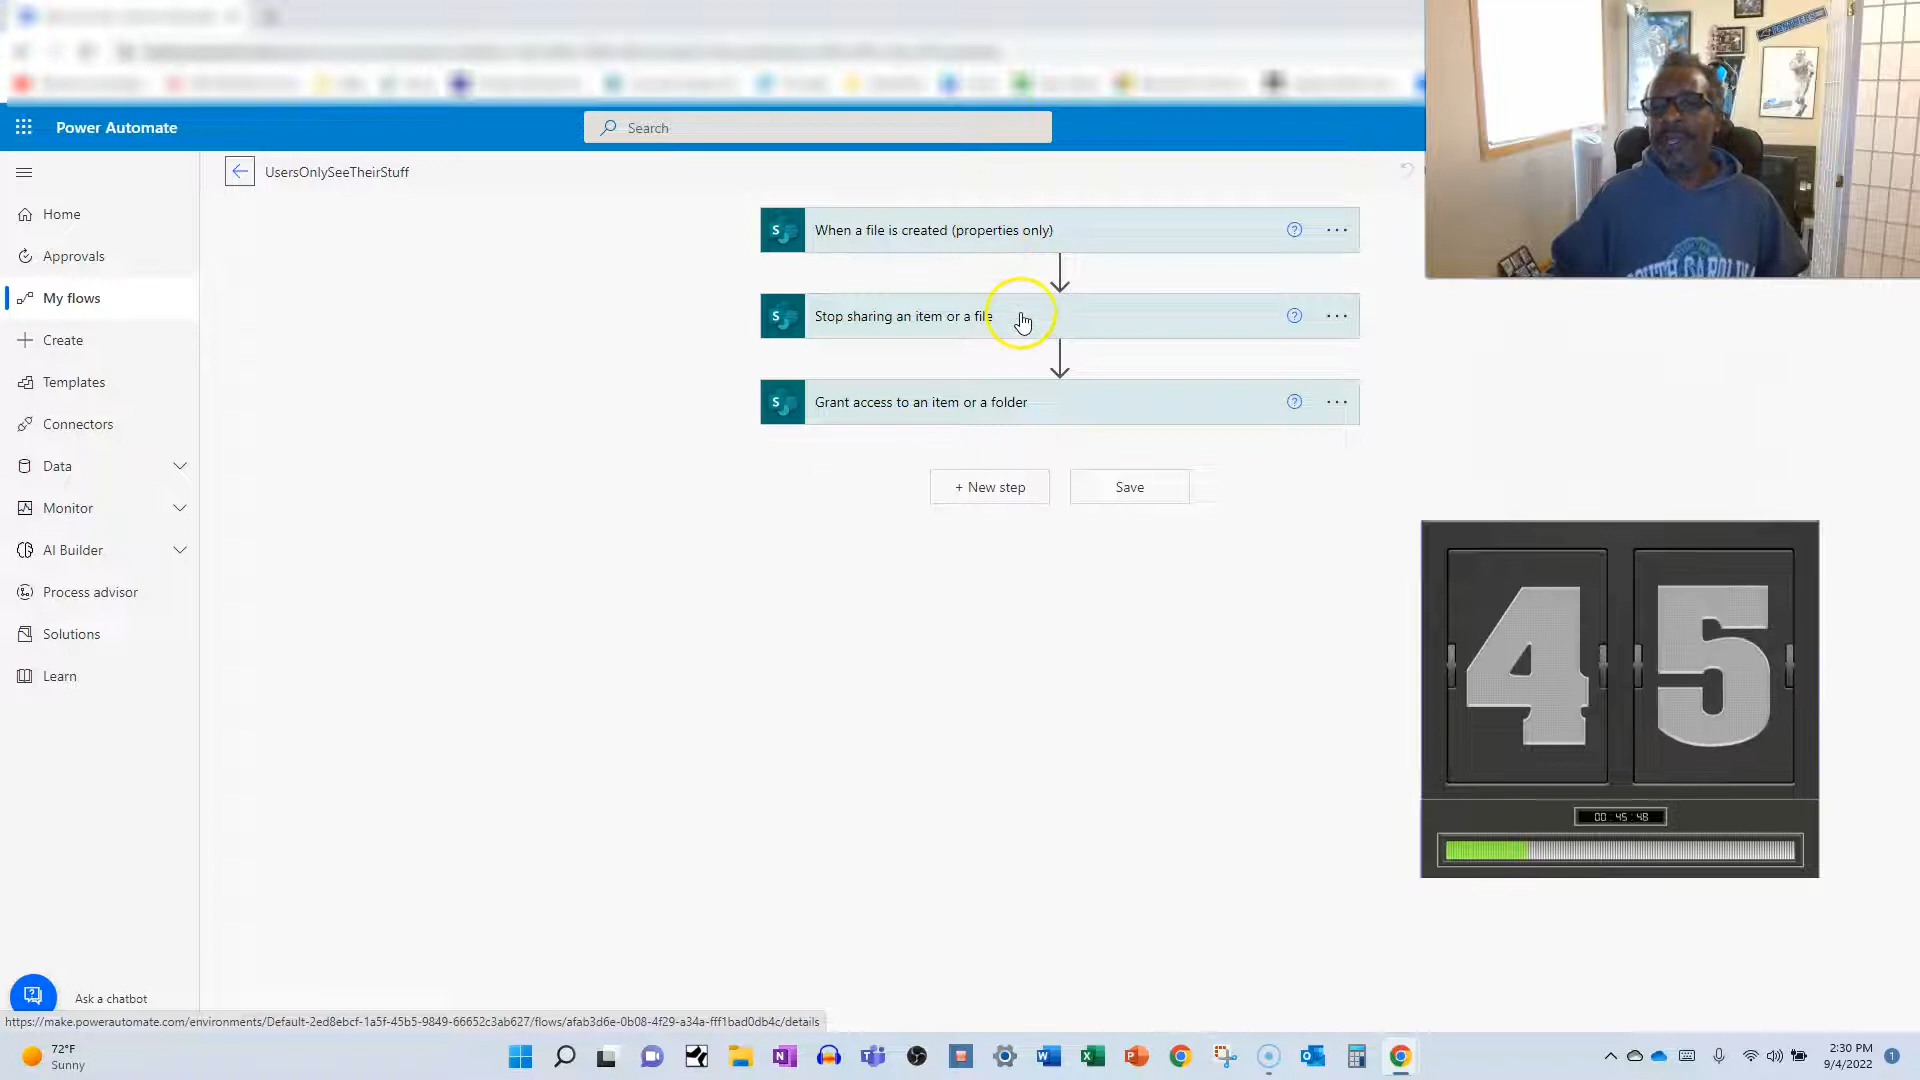 Power Automate
Search
UsersOnlySeeTheirStuff
Home
Approvals
My flows
Create
Templates
Connectors
Data
Monitor
AI Builder
Process advisor
Solutions
Learn
When a file is created (properties only)
Stop sharing an item or a file
Grant access to an item or a folder
+ New step
Save
45
00 : 45 : 48
SOUTH CAROLINA
Ask a chatbot
https://make.powerautomate.com/environments/Default-2ed8ebcf-1a5f-45b5-9849-66652c3ab627/flows/afab3d6e-0b08-4f29-a34a-fff1bad0db4c/details
72°F
Sunny
2:30 PM
9/4/2022
1